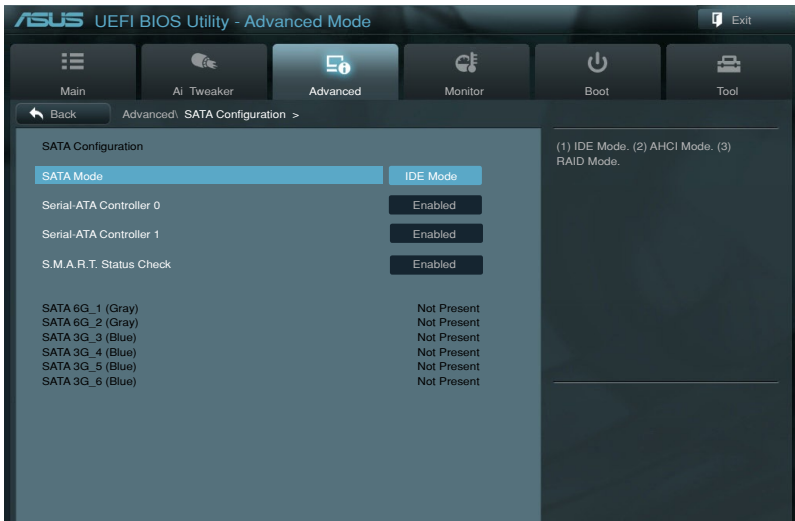 ASUS UEFI BIOS Utility - Advanced Mode
Exit
Main
Ai Tweaker
Advanced
Monitor
Boot
Tool
Back
Advanced\ SATA Configuration >
SATA Configuration
SATA Mode IDE Mode
Serial-ATA Controller 0 Enabled
Serial-ATA Controller 1 Enabled
S.M.A.R.T. Status Check Enabled
SATA 6G_1 (Gray) Not Present
SATA 6G_2 (Gray) Not Present
SATA 3G_3 (Blue) Not Present
SATA 3G_4 (Blue) Not Present
SATA 3G_5 (Blue) Not Present
SATA 3G_6 (Blue) Not Present
(1) IDE Mode. (2) AHCI Mode. (3)
RAID Mode.